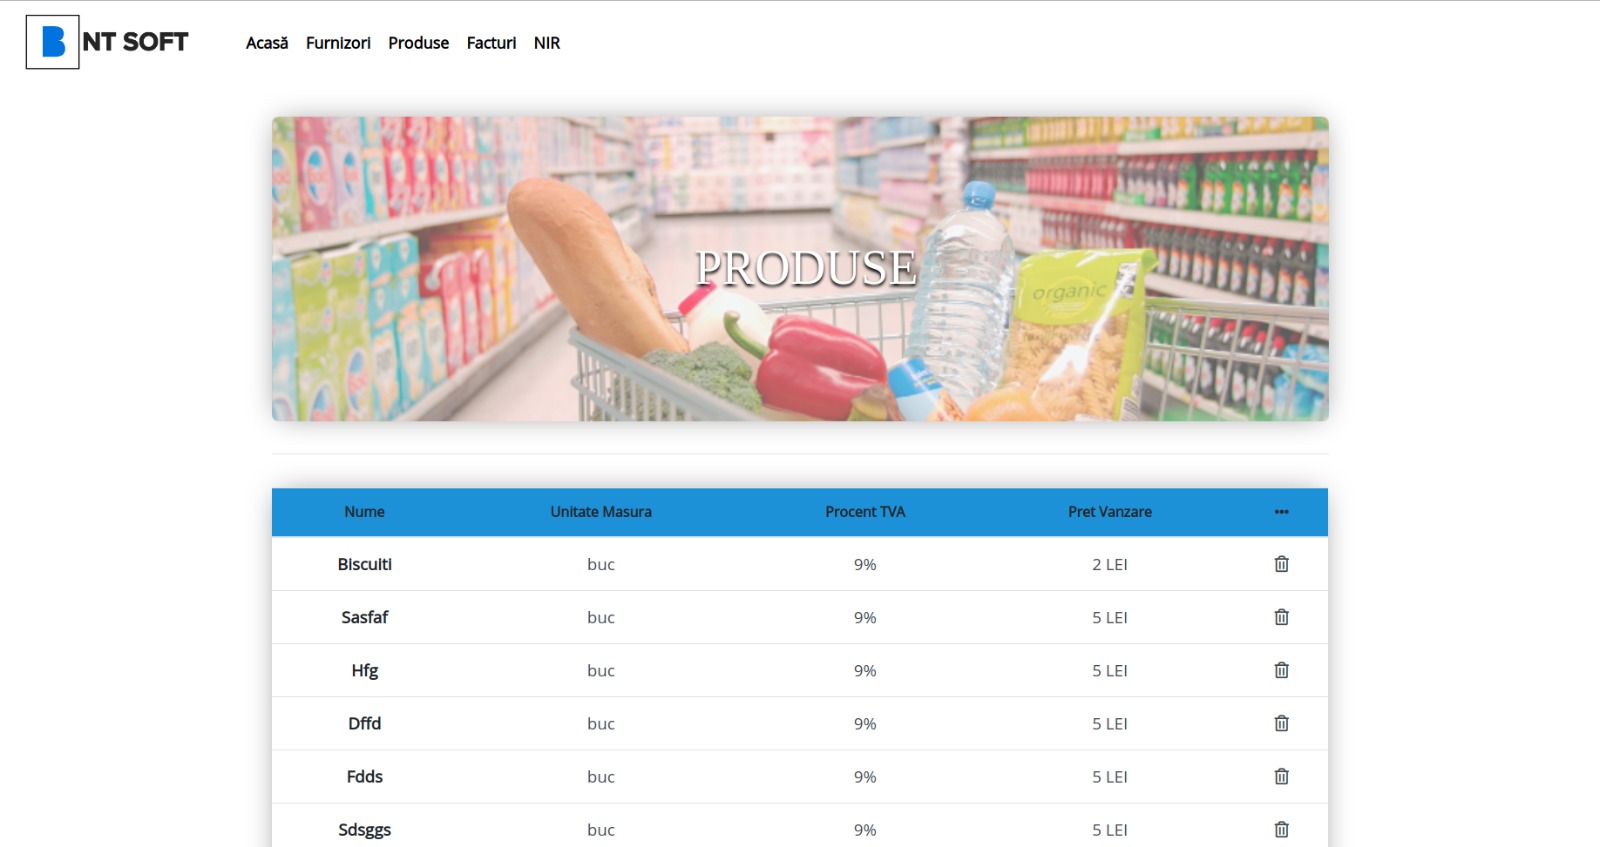 B NT SOFT
Acasă Furnizori Produse Facturi NIR
PRODUSE
organic
Nume Unitate Masura Procent TVA Pret Vanzare •••
Biscuiti buc 9% 2 LEI
Sasfaf buc 9% 5 LEI
Hfg buc 9% 5 LEI
Dffd buc 9% 5 LEI
Fdds buc 9% 5 LEI
Sdsggs buc 9% 5 LEI